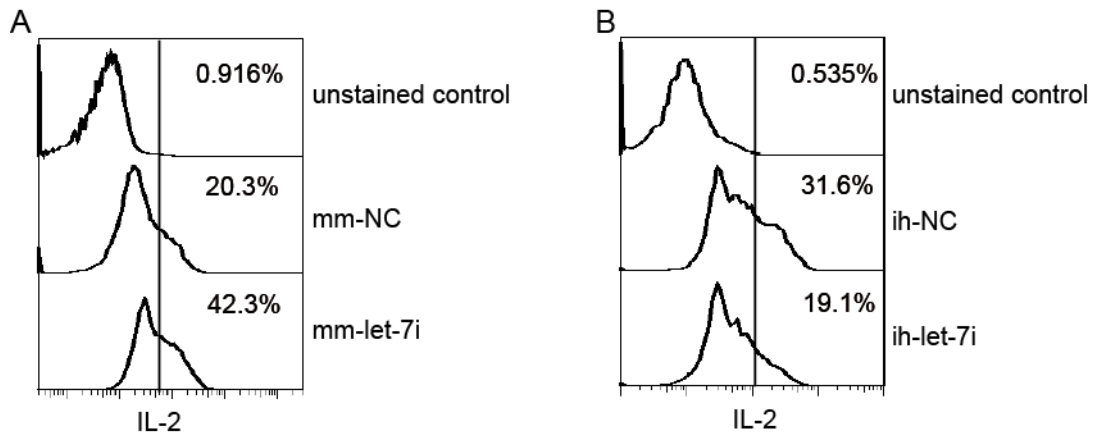 A
0.916%
unstained control
20.3%
mm-NC
42.3%
mm-let-7i
IL-2
B
0.535%
unstained control
31.6%
ih-NC
19.1%
ih-let-7i
IL-2